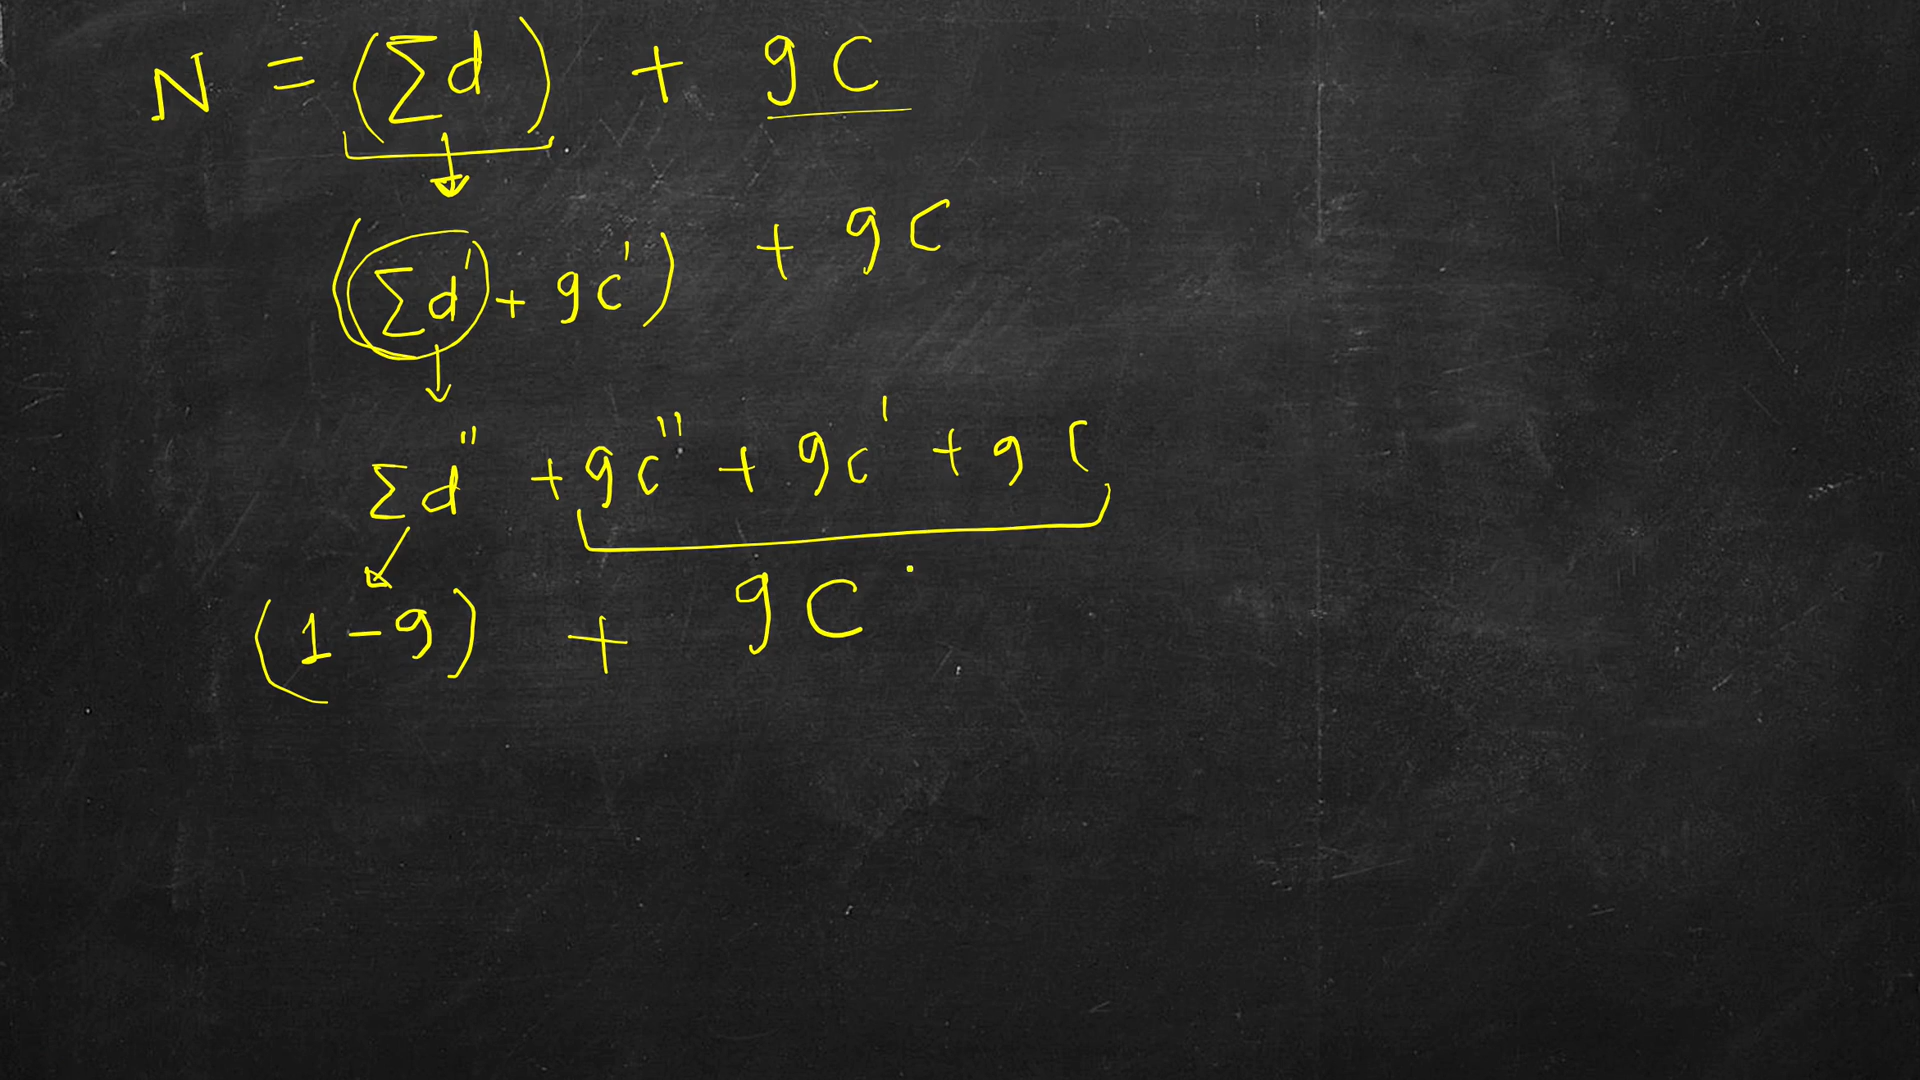 N = (Σd) + 9C
(Σd' + 9c') + 9C
Σd'' + 9c'' + 9c' + 9C
(1-9) + 9C